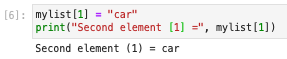 [6]: mylist[1] = "car"
print("Second element [1] =", mylist[1])
Second element (1) = car